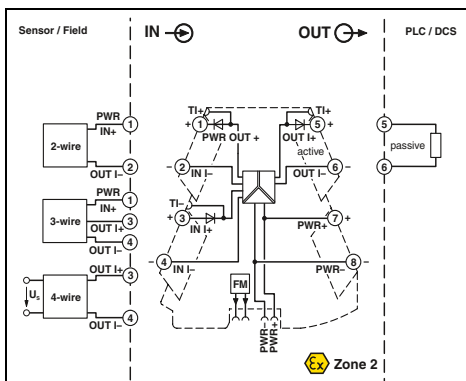 Sensor / Field
IN
OUT
PLC / DCS
PWR
IN+
1
2-wire
OUT I–
2
PWR
IN+
1
3-wire
OUT I+
3
OUT I–
4
OUT I+
3
Us
4-wire
OUT I–
4
TI+
+ 1
PWR OUT +
– 2
IN I–
TI–
+ 3
IN I+
– 4
IN I–
TI+
5 +
OUT I+
active
6 –
OUT I–
7 +
PWR+
8 –
PWR–
FM
PWR–
PWR+
Ex Zone 2
5
passive
6